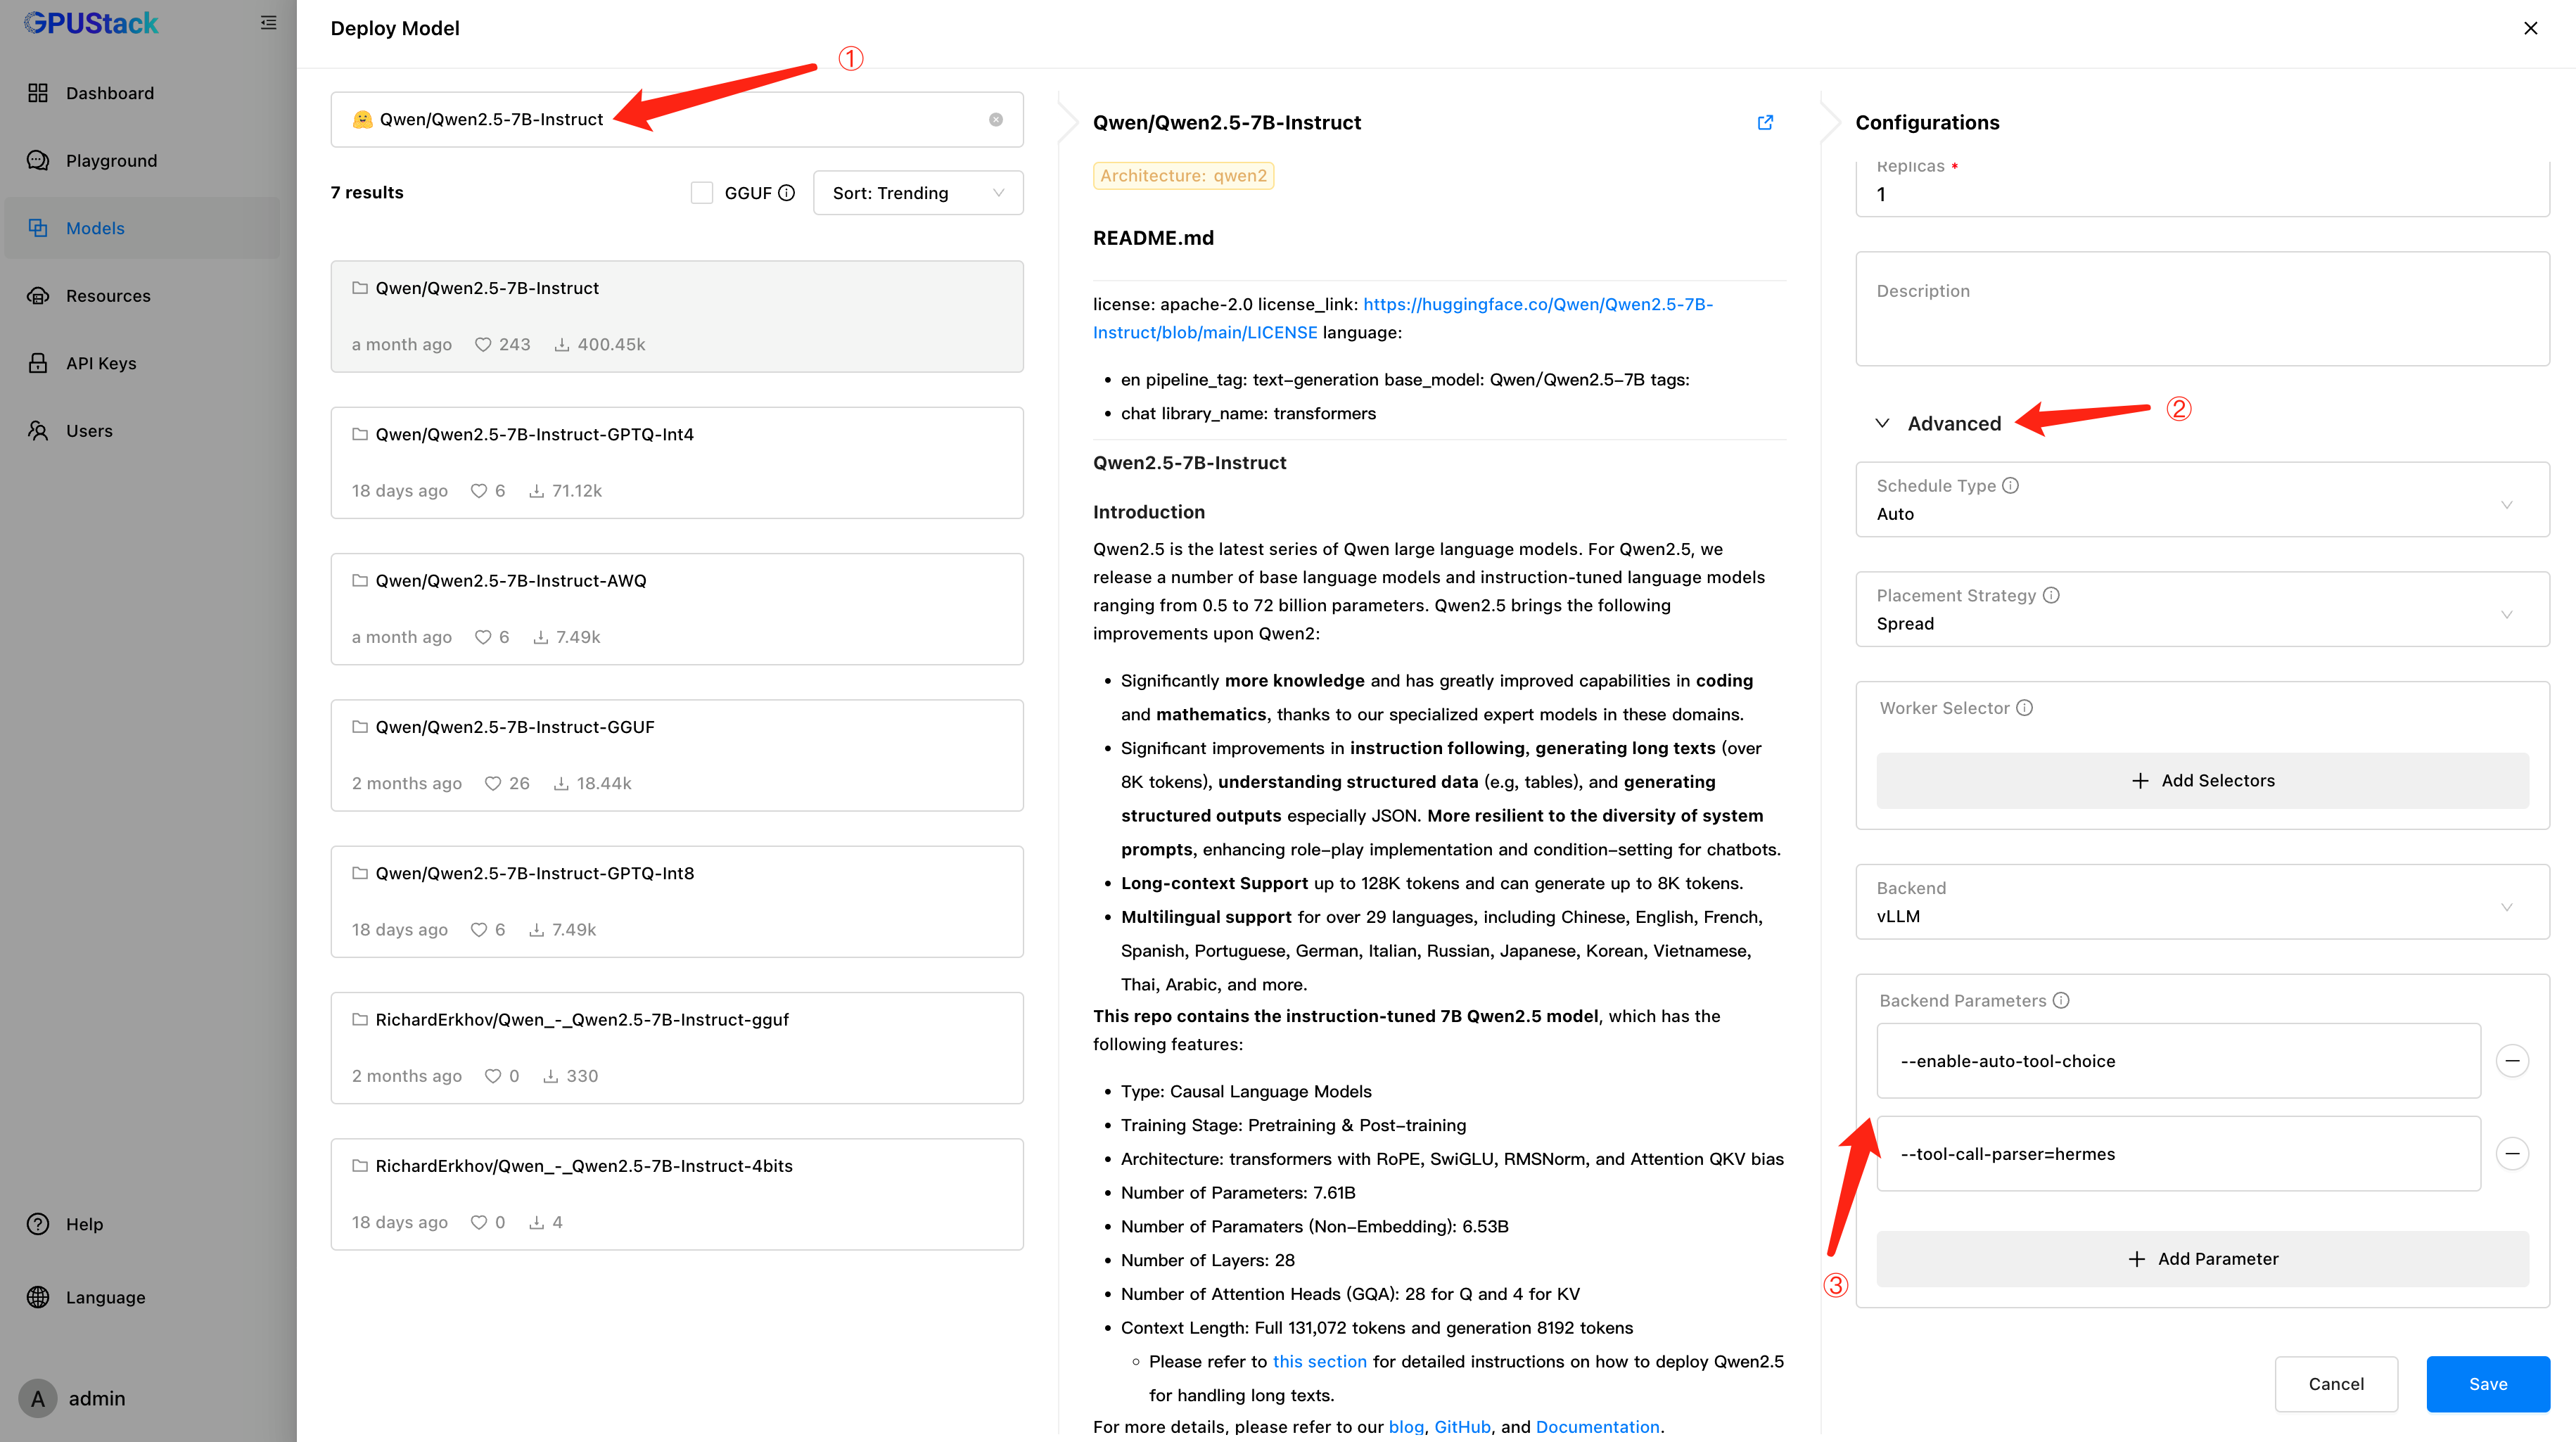 GPUStack
Dashboard
Playground
Models
Resources
API Keys
Users
Help
Language
A admin
Deploy Model
①
Qwen/Qwen2.5-7B-Instruct
7 results
GGUF
Sort: Trending
Qwen/Qwen2.5-7B-Instruct
a month ago 243 400.45k
Qwen/Qwen2.5-7B-Instruct-GPTQ-Int4
18 days ago 6 71.12k
Qwen/Qwen2.5-7B-Instruct-AWQ
a month ago 6 7.49k
Qwen/Qwen2.5-7B-Instruct-GGUF
2 months ago 26 18.44k
Qwen/Qwen2.5-7B-Instruct-GPTQ-Int8
18 days ago 6 7.49k
RichardErkhov/Qwen_-_Qwen2.5-7B-Instruct-gguf
2 months ago 0 330
RichardErkhov/Qwen_-_Qwen2.5-7B-Instruct-4bits
18 days ago 0 4
Qwen/Qwen2.5-7B-Instruct
Architecture: qwen2
README.md
license: apache-2.0 license_link: https://huggingface.co/Qwen/Qwen2.5-7B-
Instruct/blob/main/LICENSE language:
• en pipeline_tag: text-generation base_model: Qwen/Qwen2.5-7B tags:
• chat library_name: transformers
Qwen2.5-7B-Instruct
Introduction
Qwen2.5 is the latest series of Qwen large language models. For Qwen2.5, we
release a number of base language models and instruction-tuned language models
ranging from 0.5 to 72 billion parameters. Qwen2.5 brings the following
improvements upon Qwen2:
• Significantly more knowledge and has greatly improved capabilities in coding
and mathematics, thanks to our specialized expert models in these domains.
• Significant improvements in instruction following, generating long texts (over
8K tokens), understanding structured data (e.g, tables), and generating
structured outputs especially JSON. More resilient to the diversity of system
prompts, enhancing role-play implementation and condition-setting for chatbots.
• Long-context Support up to 128K tokens and can generate up to 8K tokens.
• Multilingual support for over 29 languages, including Chinese, English, French,
Spanish, Portuguese, German, Italian, Russian, Japanese, Korean, Vietnamese,
Thai, Arabic, and more.
This repo contains the instruction-tuned 7B Qwen2.5 model, which has the
following features:
• Type: Causal Language Models
• Training Stage: Pretraining & Post-training
• Architecture: transformers with RoPE, SwiGLU, RMSNorm, and Attention QKV bias
• Number of Parameters: 7.61B
• Number of Paramaters (Non-Embedding): 6.53B
• Number of Layers: 28
• Number of Attention Heads (GQA): 28 for Q and 4 for KV
• Context Length: Full 131,072 tokens and generation 8192 tokens
○ Please refer to this section for detailed instructions on how to deploy Qwen2.5
for handling long texts.
For more details, please refer to our blog, GitHub, and Documentation.
Configurations
Replicas *
1
Description
Advanced
②
Schedule Type
Auto
Placement Strategy
Spread
Worker Selector
+ Add Selectors
Backend
vLLM
Backend Parameters
--enable-auto-tool-choice
--tool-call-parser=hermes
③
+ Add Parameter
Cancel
Save